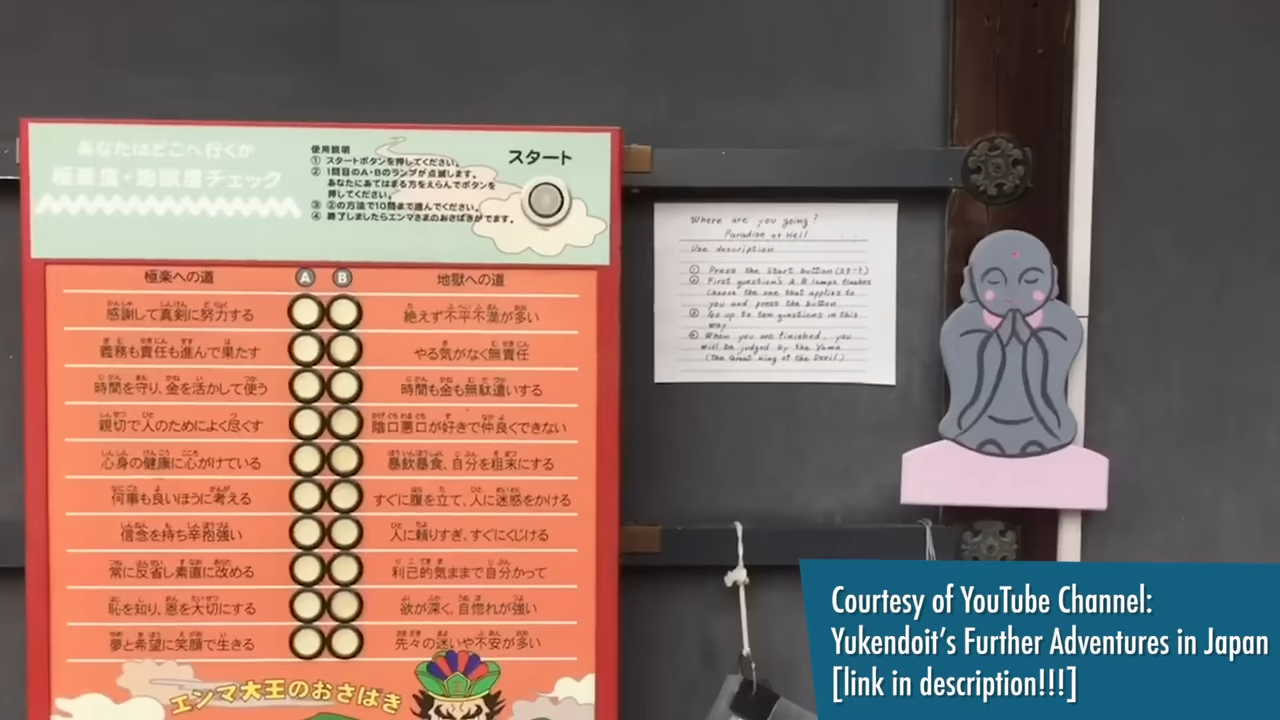 あなたはどこへ行くか
極楽度・地獄度チェック
使用説明
① スタートボタンを押してください。
② 1問目のA・Bのランプが点滅します。
あなたにあてはまる方をえらんでボタンを
押してください。
③ ②の方法で10問まで進んでください。
④ 終了しましたらエンマさまのおさばきがでます。
スタート
極楽への道 A B 地獄への道
感謝して真剣に努力する 絶えず不平不満が多い
義務も責任も進んで果たす やる気がなく無責任
時間を守り、金を活かして使う 時間も金も無駄遣いする
親切で人のためによく尽くす 陰口悪口が好きで仲良くできない
心身の健康に心がけている 暴飲暴食、自分を粗末にする
何事も良いほうに考える すぐに腹を立て、人に迷惑をかける
信念を持ち辛抱強い 人に頼りすぎ、すぐにくじける
常に反省し素直に改める 利己的気ままで自分かって
恥を知り、恩を大切にする 欲が深く、自惚れが強い
夢と希望に笑顔で生きる 先々の迷いや不安が多い
エンマ大王のおさばき
Where are you going?
Paradise or Hell
Use description
① Press the start button (スタート)
② First question's A B lamps flashes
choose the one that applies to
you and press the button
③ Go up to ten questions in this
way
④ When you are finished, you
will be judged by the Yama
(The Great king of the Devil)
Courtesy of YouTube Channel:
Yukendoit's Further Adventures in Japan
[link in description!!!]